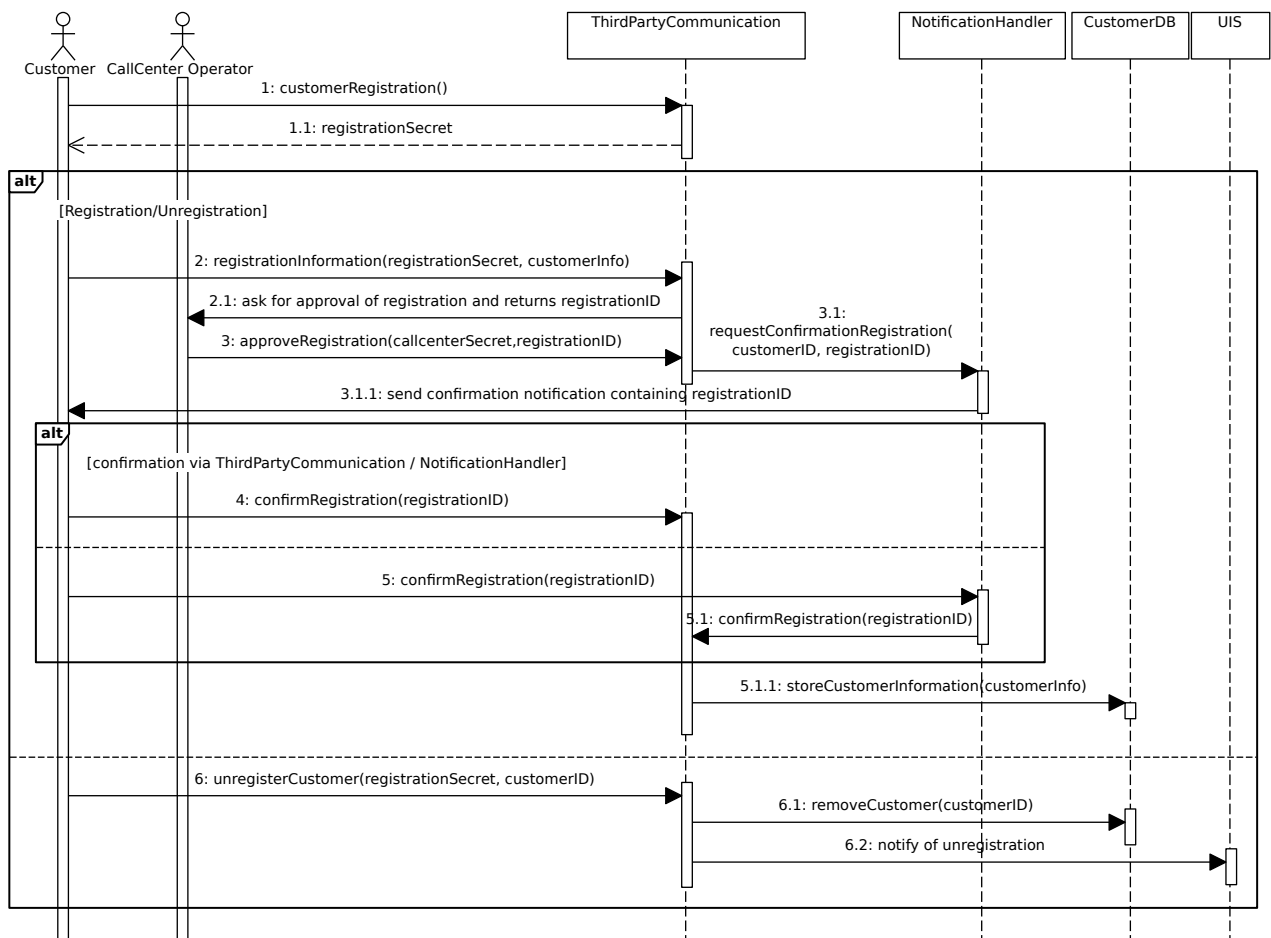 ThirdPartyCommunication
NotificationHandler
CustomerDB
UIS
Customer
CallCenter Operator
1: customerRegistration()
1.1: registrationSecret
alt
[Registration/Unregistration]
2: registrationInformation(registrationSecret, customerInfo)
2.1: ask for approval of registration and returns registrationID
3: approveRegistration(callcenterSecret,registrationID)
3.1:
requestConfirmationRegistration(
customerID, registrationID)
3.1.1: send confirmation notification containing registrationID
alt
[confirmation via ThirdPartyCommunication / NotificationHandler]
4: confirmRegistration(registrationID)
5: confirmRegistration(registrationID)
5.1: confirmRegistration(registrationID)
5.1.1: storeCustomerInformation(customerInfo)
6: unregisterCustomer(registrationSecret, customerID)
6.1: removeCustomer(customerID)
6.2: notify of unregistration